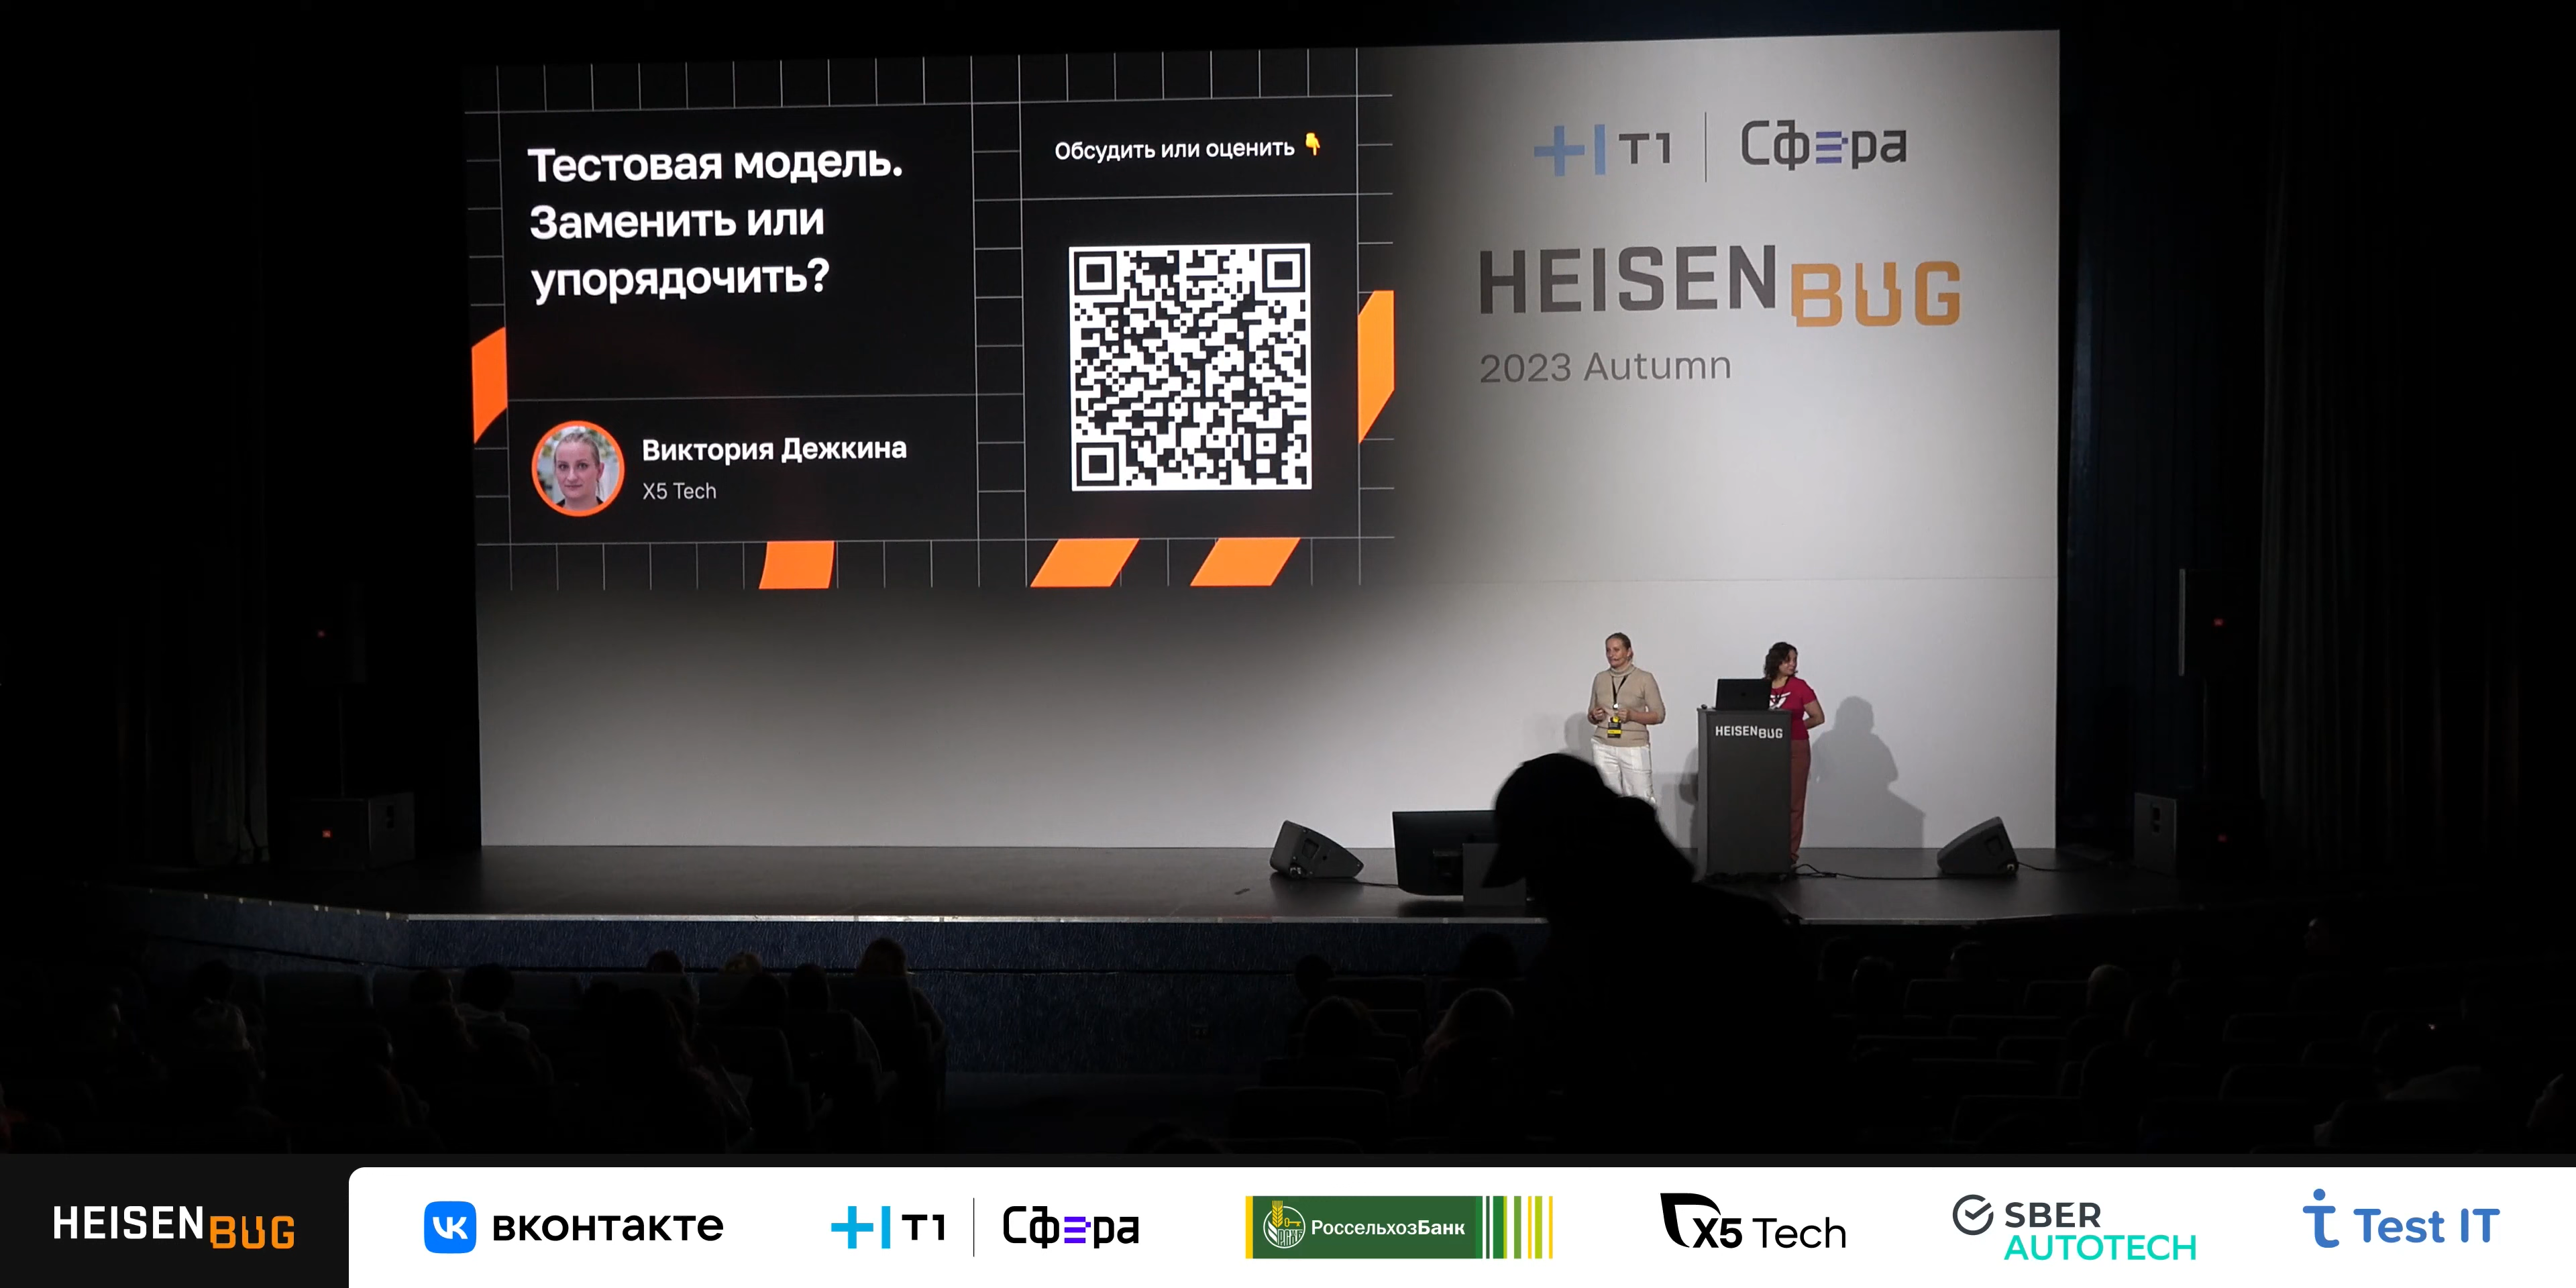 Тестовая модель.
Заменить или
упорядочить?
Виктория Дежкина
X5 Tech
Обсудить или оценить
T1 Сфера
HEISENBUG
2023 Autumn
HEISENBUG
HEISENBUG
VK ВКОНТАКТЕ
T1 Сфера
РоссельхозБанк
X5 Tech
SBER
AUTOTECH
Test IT